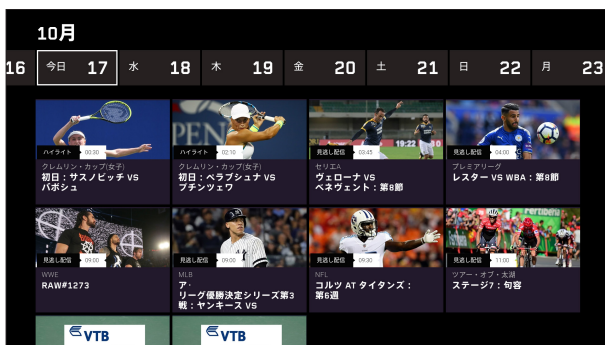 10月
16 今日 17 水 18 木 19 金 20 土 21 日 22 月 23
ハイライト 00:30
クレムリン・カップ(女子)
初日:サスノビッチ VS
バボシュ
PEN
ハイライト 02:10
クレムリン・カップ(女子)
初日:ベラブシュナ VS
プチンツェワ
19:22
見逃し配信 03:45
セリエA
ヴェローナ VS
ベネヴェント:第8節
見逃し配信 04:00
プレミアリーグ
レスター VS WBA:第8節
見逃し配信 09:00
WWE
RAW#1273
見逃し配信 09:00
MLB
ア·
リーグ優勝決定シリーズ第3
戦:ヤンキース VS
見逃し配信 09:30
NFL
コルツ AT タイタンズ:
第6週
見逃し配信 11:00
ツアー・オブ・太湖
ステージ7:句容
VTB
VTB